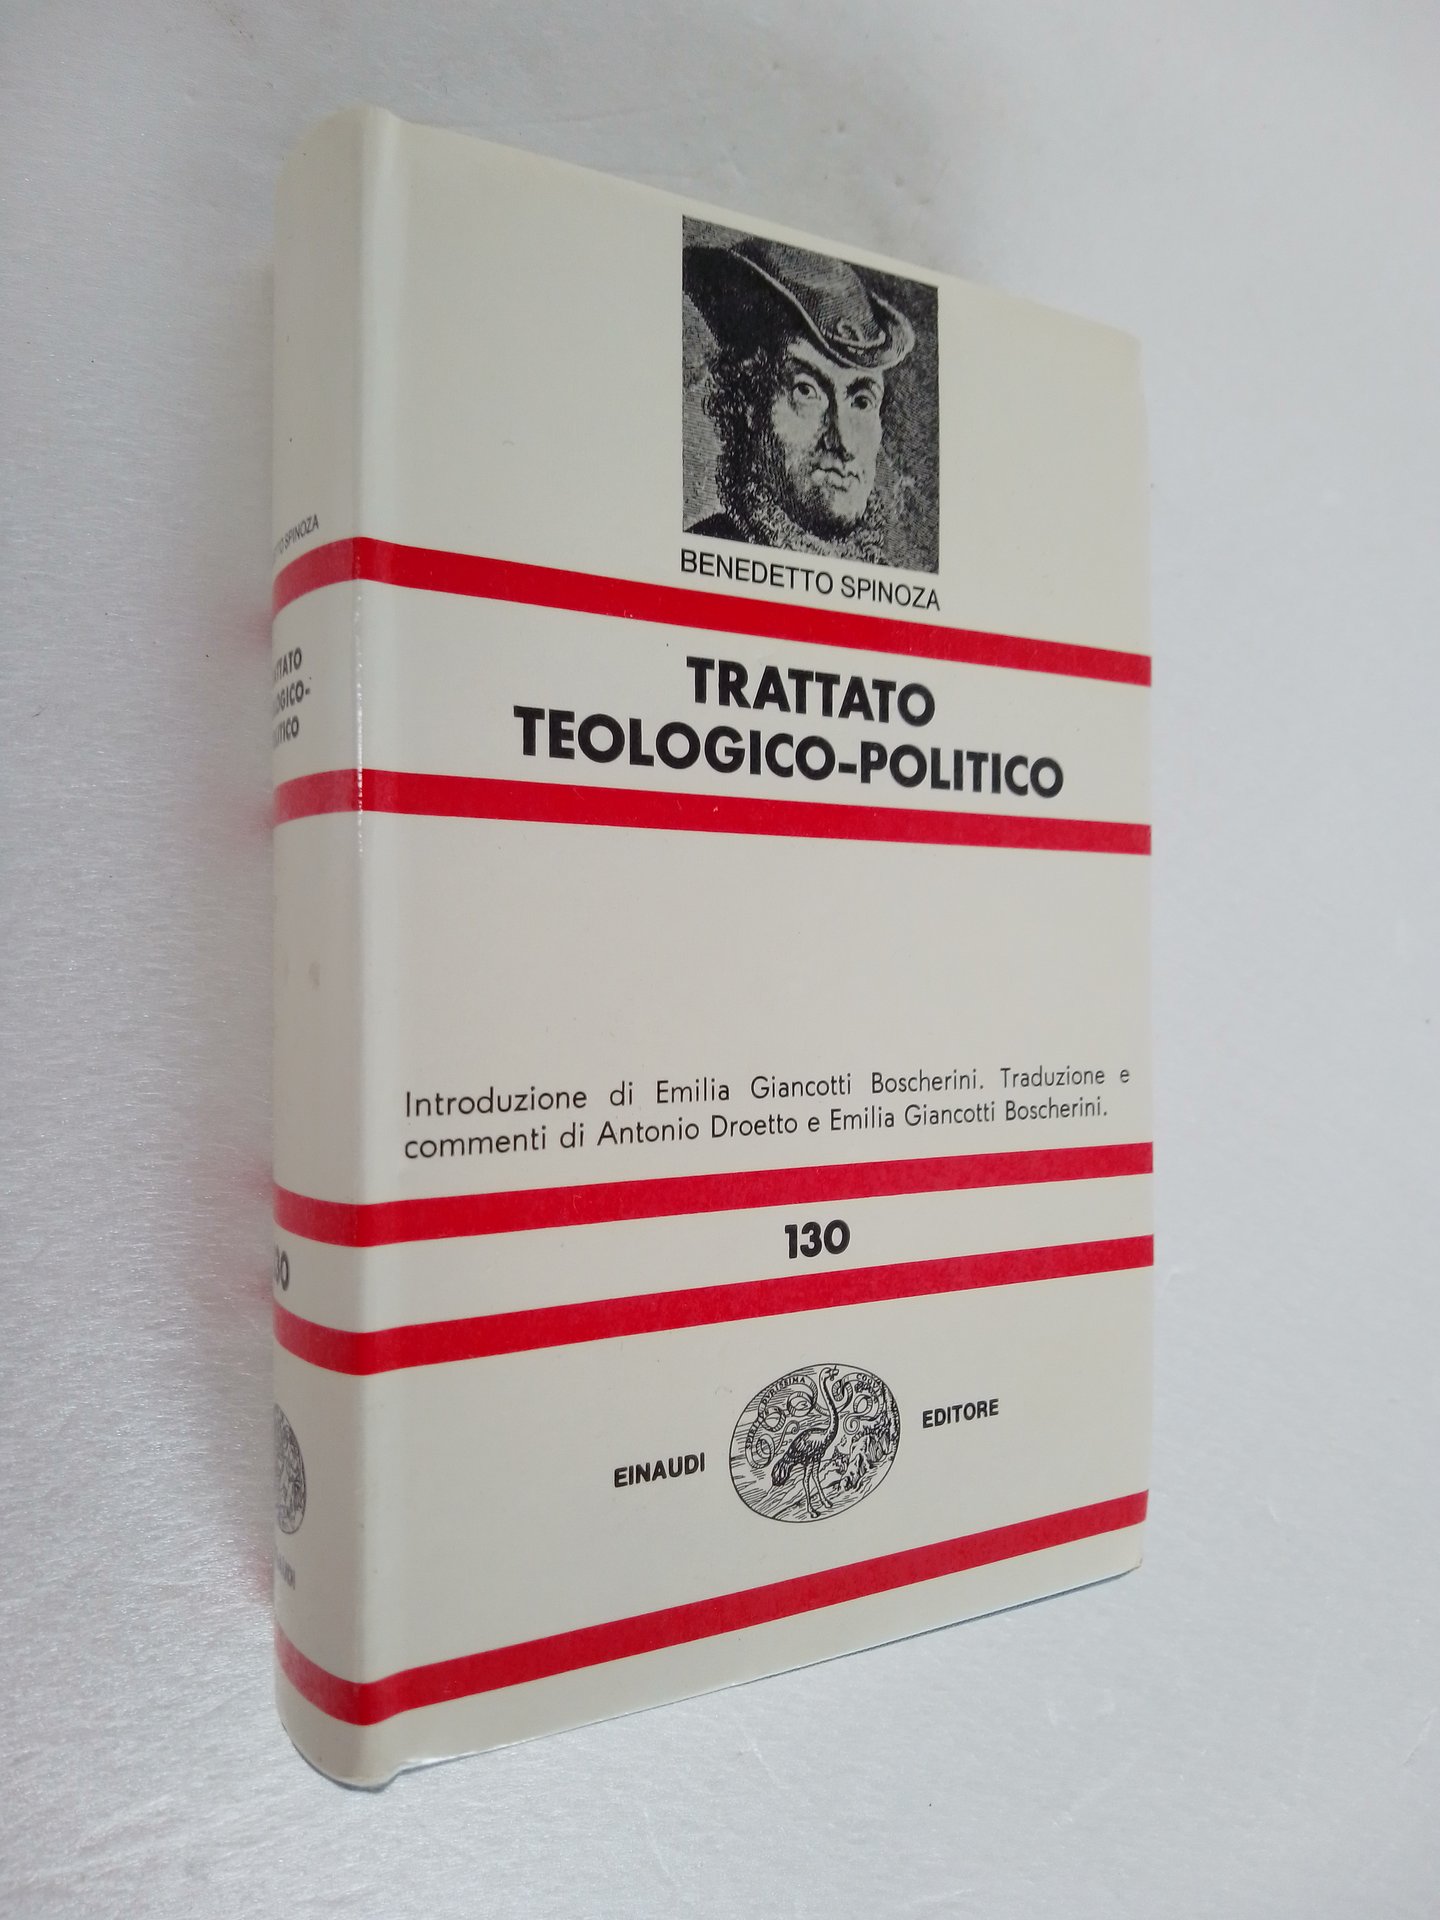 BENEDETTO SPINOZA
TRATTATO
TEOLOGICO-POLITICO
Introduzione di Emilia Giancotti Boscherini. Traduzione e
commenti di Antonio Droetto e Emilia Giancotti Boscherini.
130
EINAUDI
EDITORE
SPINOZA